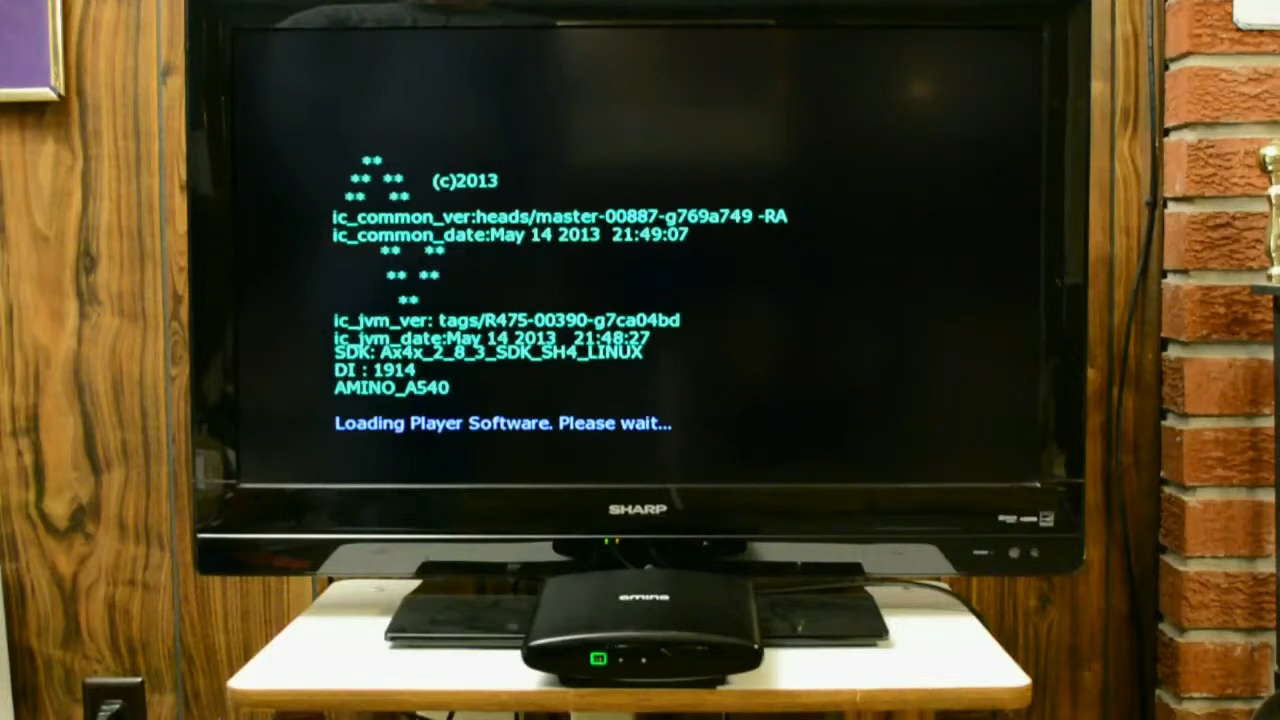 **
** ** (c)2013
** **
ic_common_ver:heads/master-00887-g769a749 -RA
ic_common_date:May 14 2013 21:49:07
** **
** **
**
ic_jvm_ver: tags/R475-00390-g7ca04bd
ic_jvm_date:May 14 2013 21:48:27
SDK: Ax4x_2_8_3_SDK_SH4_LINUX
DI : 1914
AMINO_A540
Loading Player Software. Please wait...
SHARP
amino